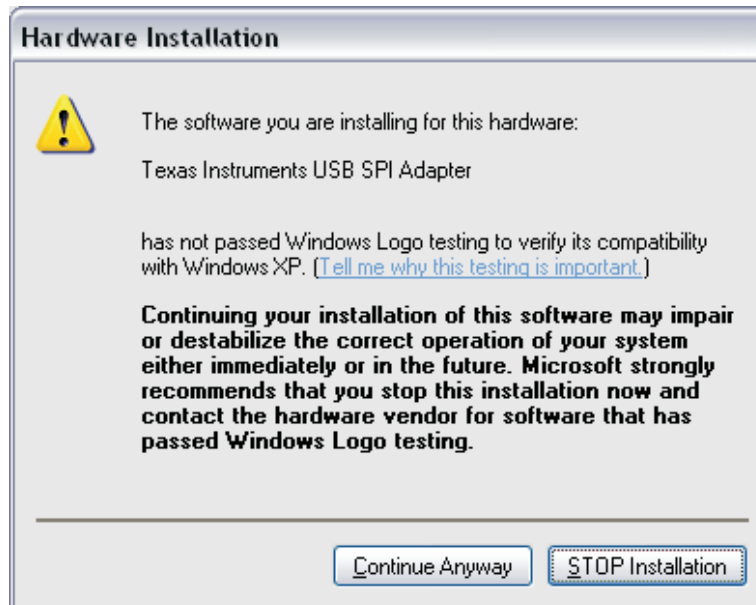 Hardware Installation
The software you are installing for this hardware:
Texas Instruments USB SPI Adapter
has not passed Windows Logo testing to verify its compatibility
with Windows XP. (Tell me why this testing is important.)
Continuing your installation of this software may impair
or destabilize the correct operation of your system
either immediately or in the future. Microsoft strongly
recommends that you stop this installation now and
contact the hardware vendor for software that has
passed Windows Logo testing.
Continue Anyway
STOP Installation